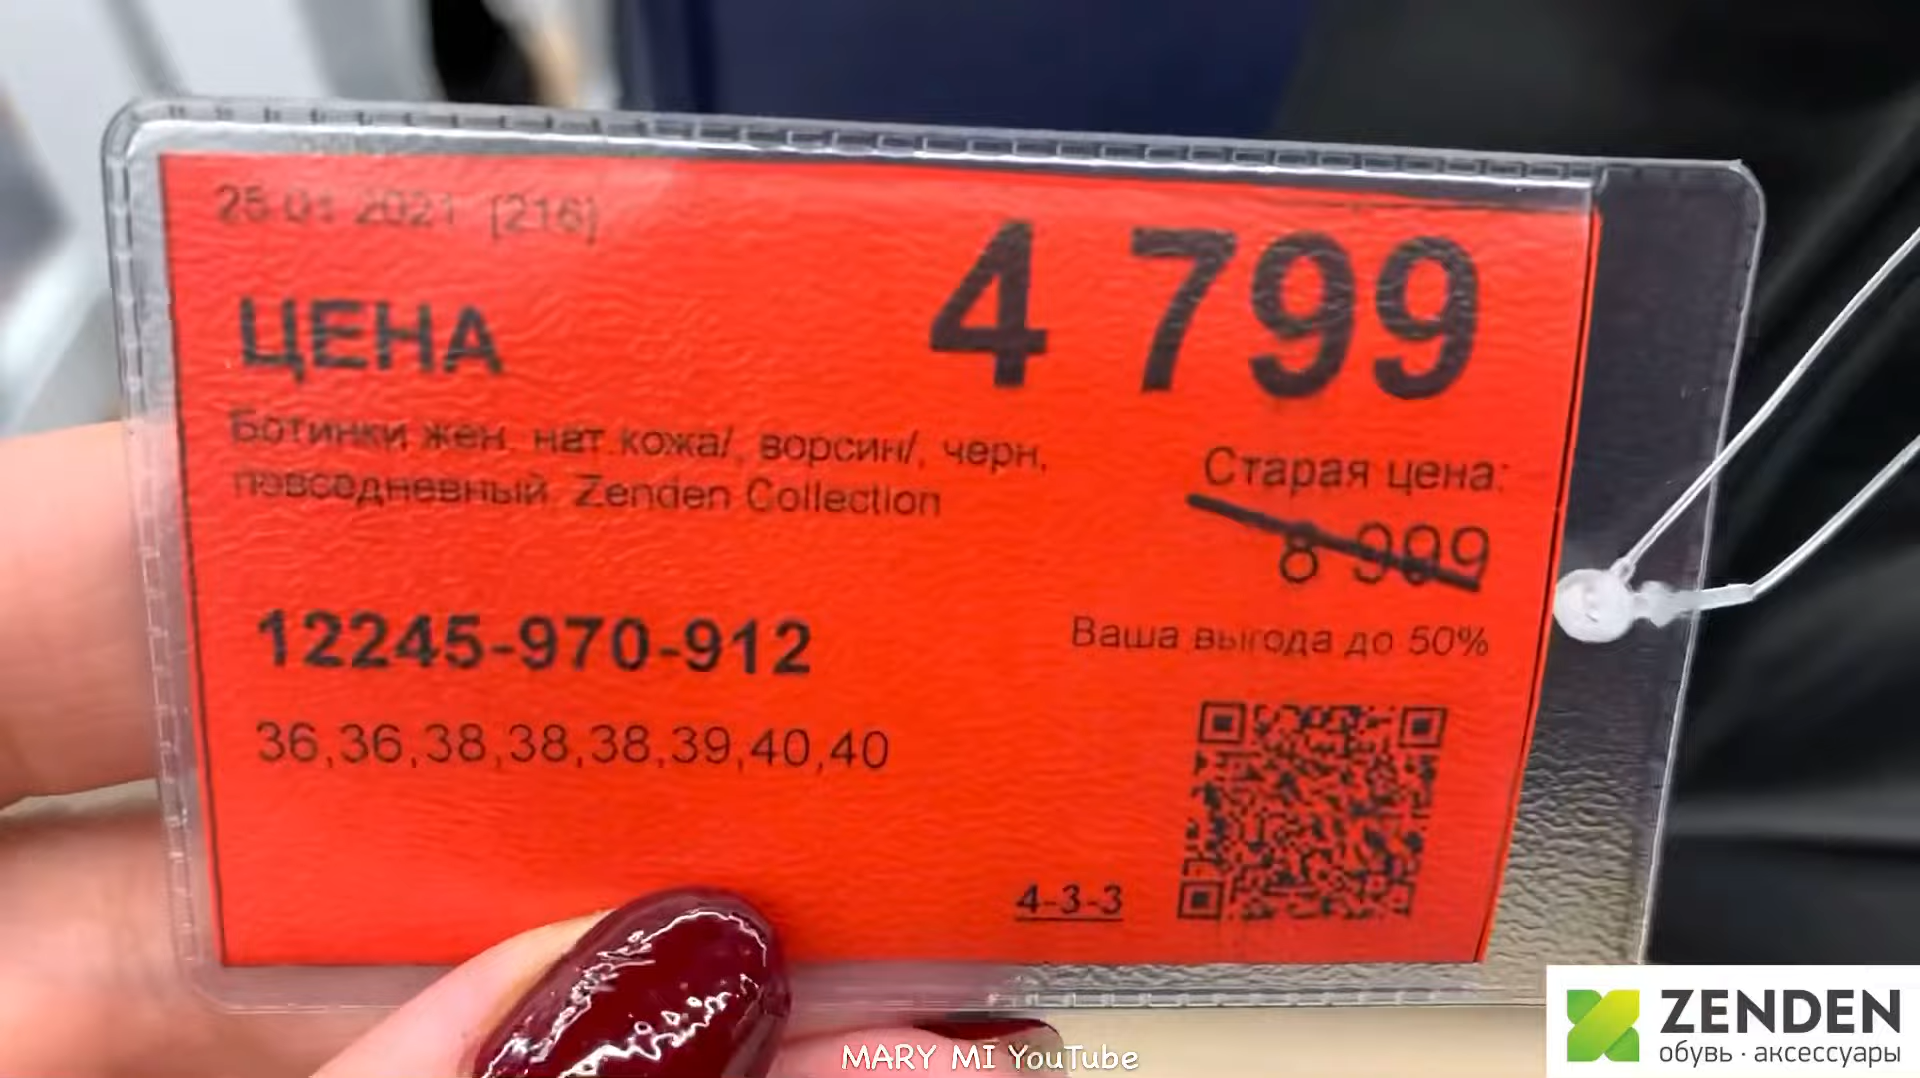 25.01.2021 [216]
ЦЕНА
4 799
Ботинки жен. нат.кожа/, ворсин/, черн,
повседневный. Zenden Collection
Старая цена:
8 999
12245-970-912
Ваша выгода до 50%
36,36,38,38,38,39,40,40
4-3-3
ZENDEN
обувь · аксессуары
MARY MI YouTube